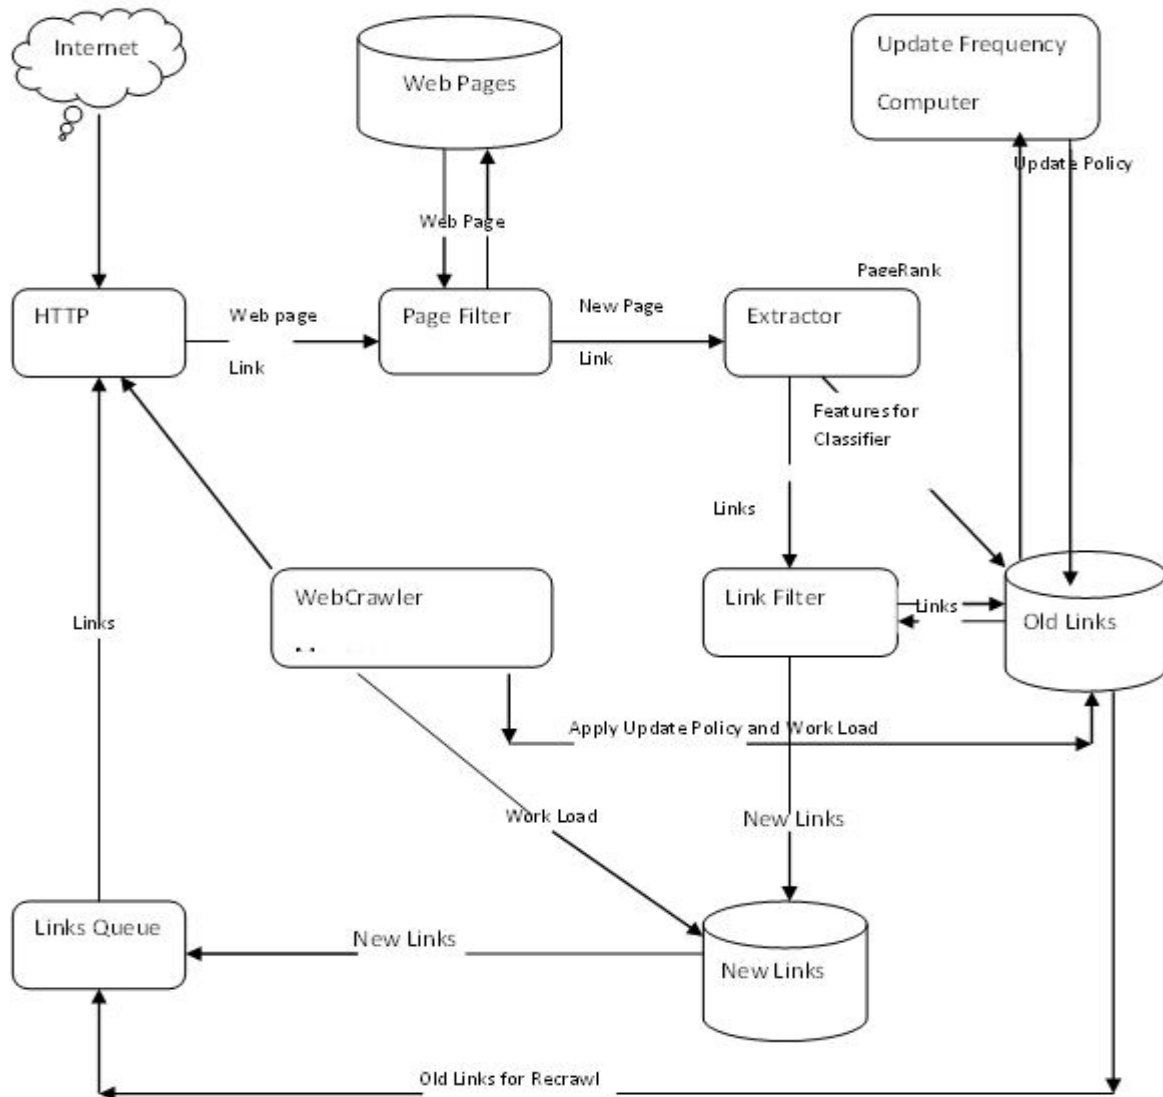 Internet
Web Pages
Update Frequency
Computer
Update Policy
Web Page
PageRank
HTTP
Web page
Link
Page Filter
New Page
Link
Extractor
Features for
Classifier
Links
WebCrawler
..
Link Filter
Links
Old Links
Links
Apply Update Policy and Work Load
Work Load
New Links
Links Queue
New Links
New Links
Old Links for Recrawl